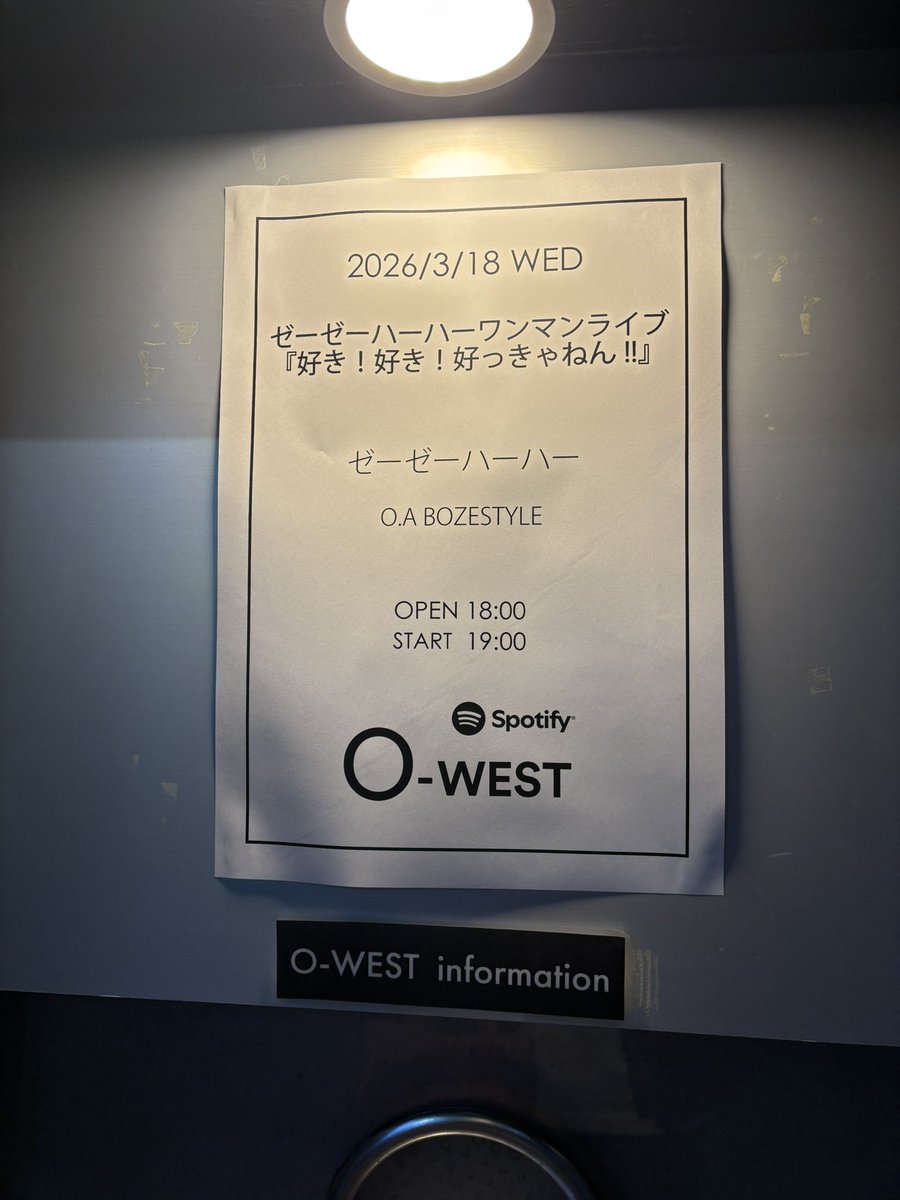 2026/3/18 WED
ゼーゼーハーハーワンマンライブ
『好き！好き！好っきゃねん!!』
ゼーゼーハーハー
O.A BOZESTYLE
OPEN 18:00
START 19:00
Spotify
O-WEST
O-WEST information